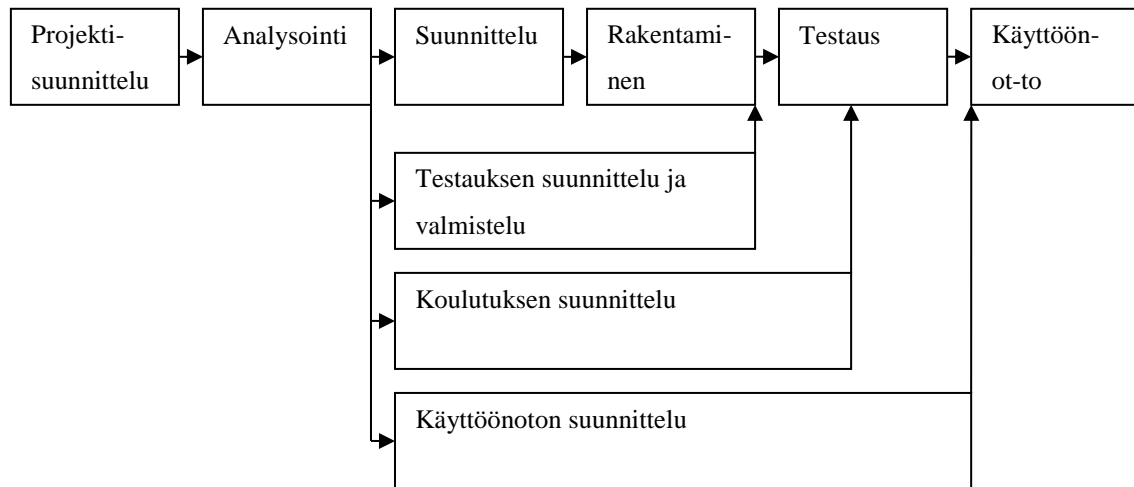 Projekti-
suunnittelu
Analysointi
Suunnittelu
Rakentami-
nen
Testaus
Käyttöön-
ot-to
Testauksen suunnittelu ja
valmistelu
Koulutuksen suunnittelu
Käyttöönoton suunnittelu